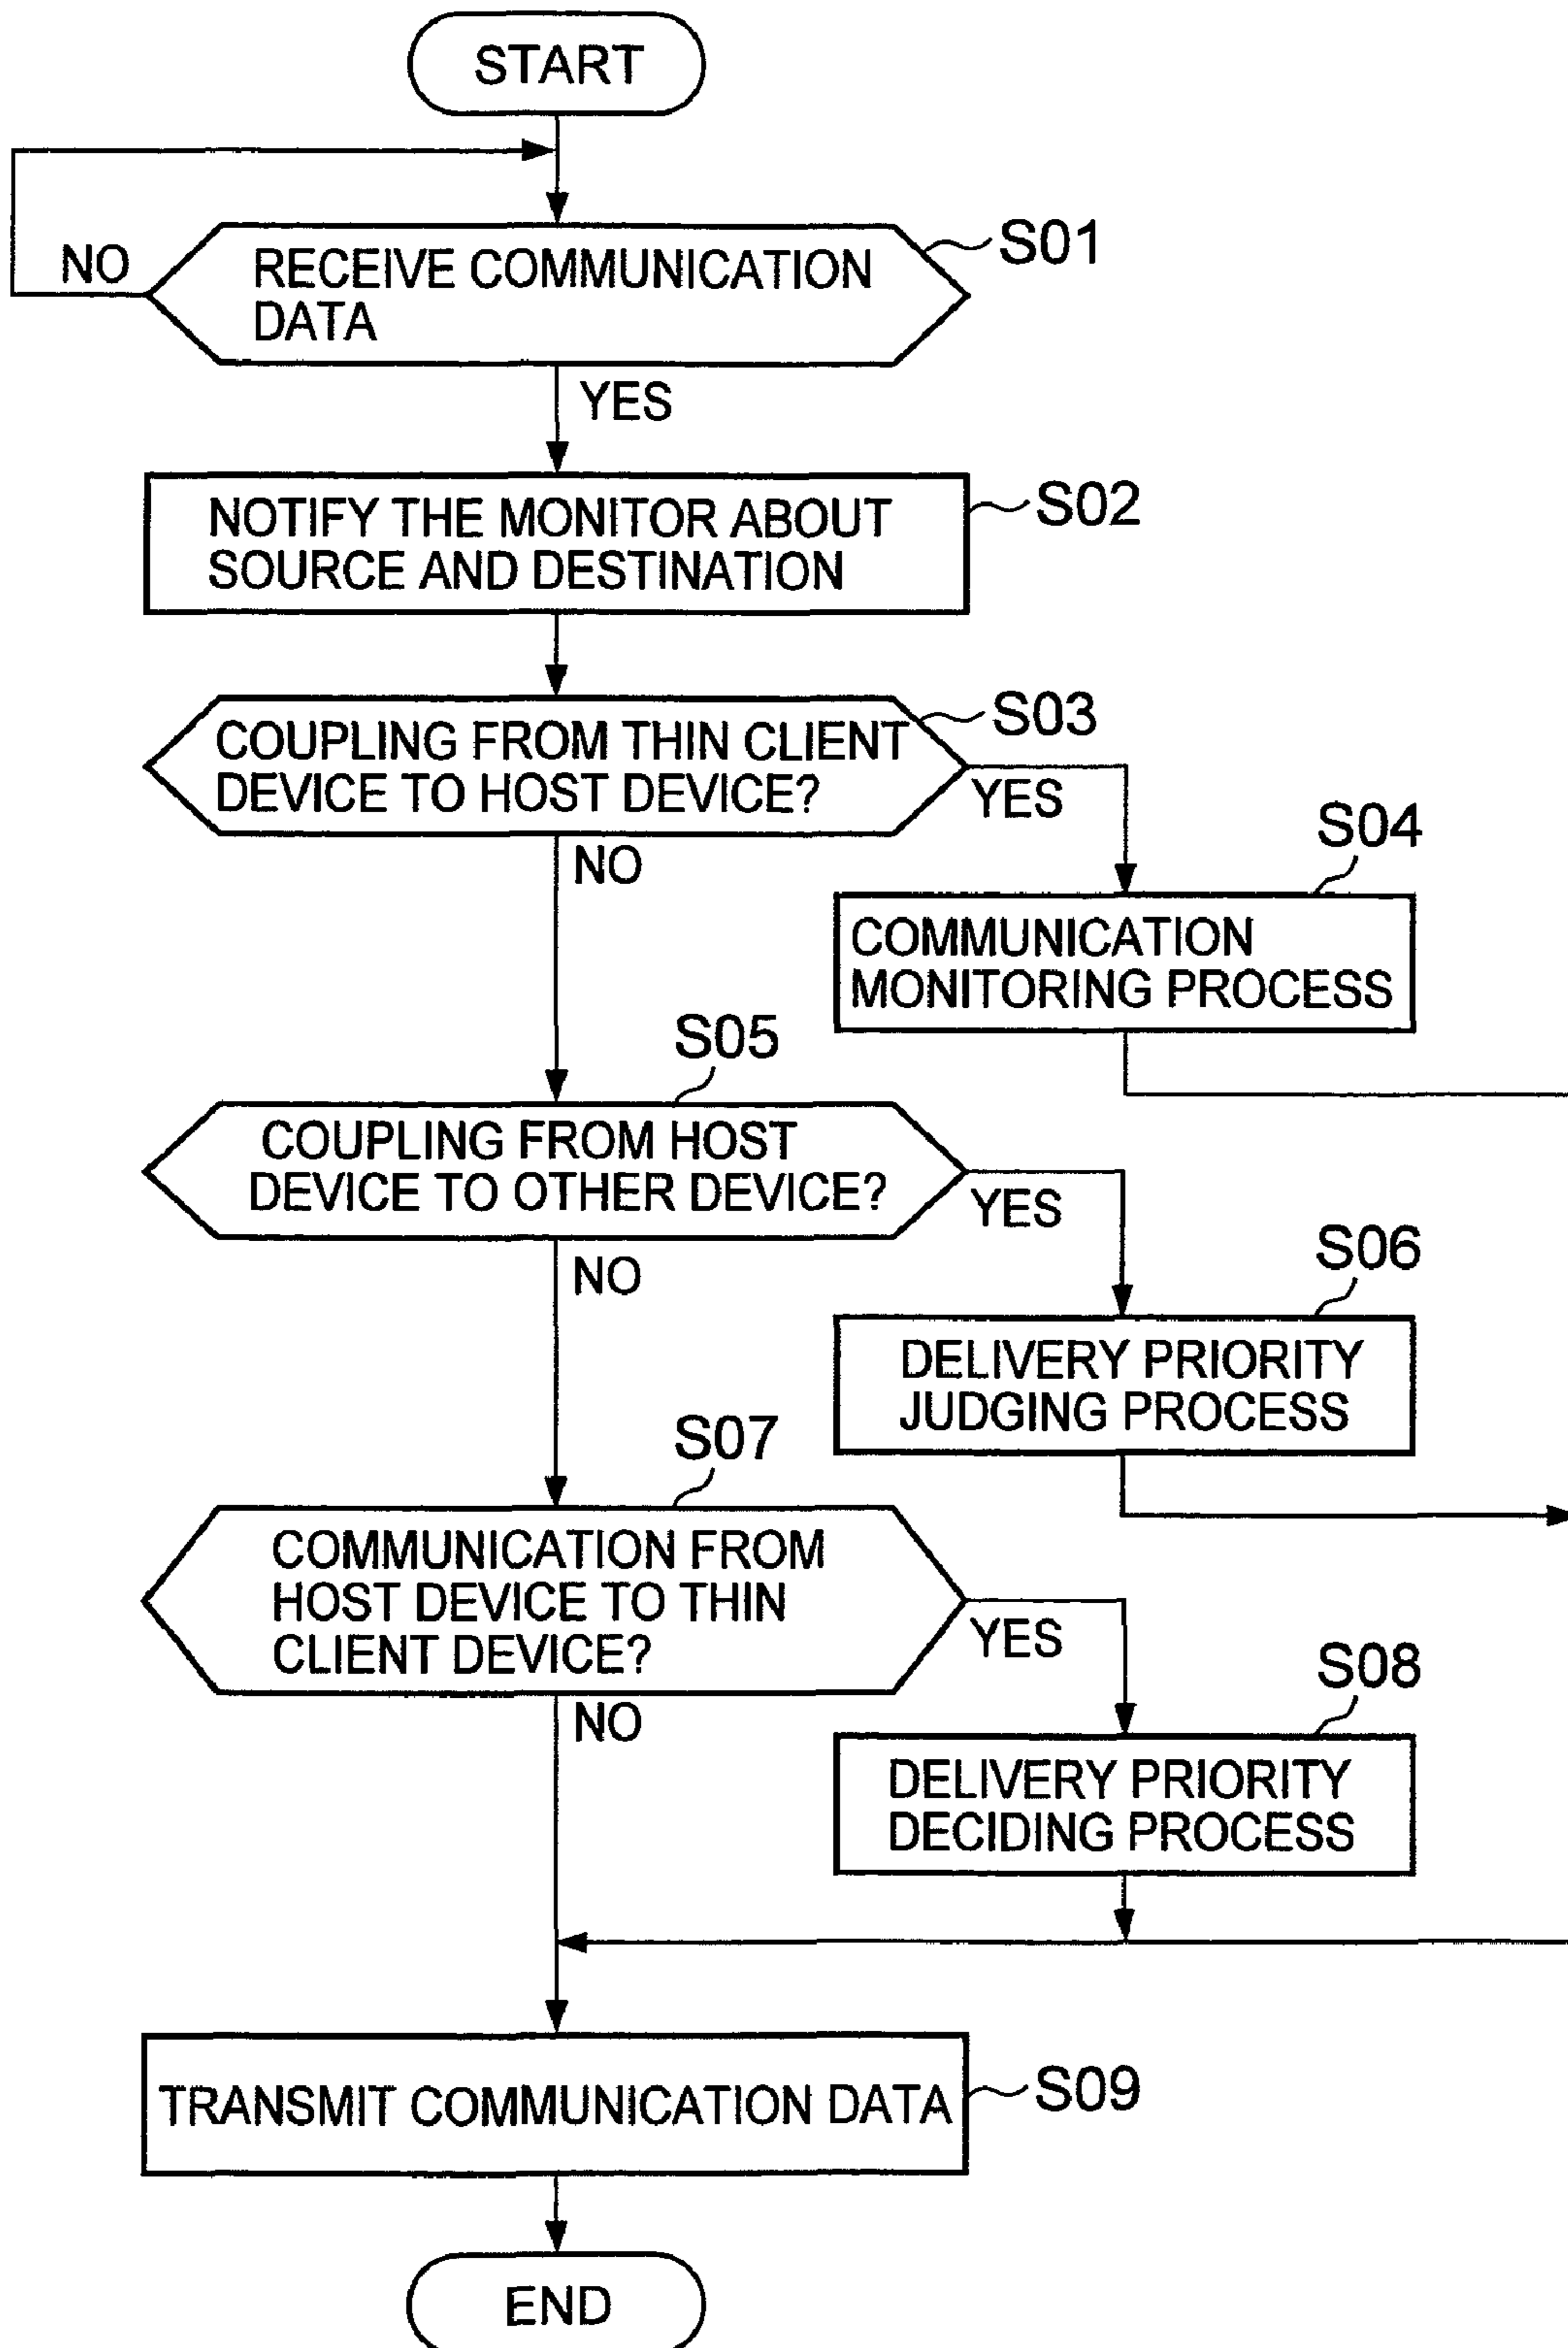 START
NO
RECEIVE COMMUNICATION
DATA
S01
YES
NOTIFY THE MONITOR ABOUT
SOURCE AND DESTINATION
S02
COUPLING FROM THIN CLIENT
DEVICE TO HOST DEVICE?
S03
YES
NO
S04
COMMUNICATION
MONITORING PROCESS
S05
COUPLING FROM HOST
DEVICE TO OTHER DEVICE?
YES
NO
S06
DELIVERY PRIORITY
JUDGING PROCESS
S07
COMMUNICATION FROM
HOST DEVICE TO THIN
CLIENT DEVICE?
YES
NO
S08
DELIVERY PRIORITY
DECIDING PROCESS
TRANSMIT COMMUNICATION DATA
S09
END